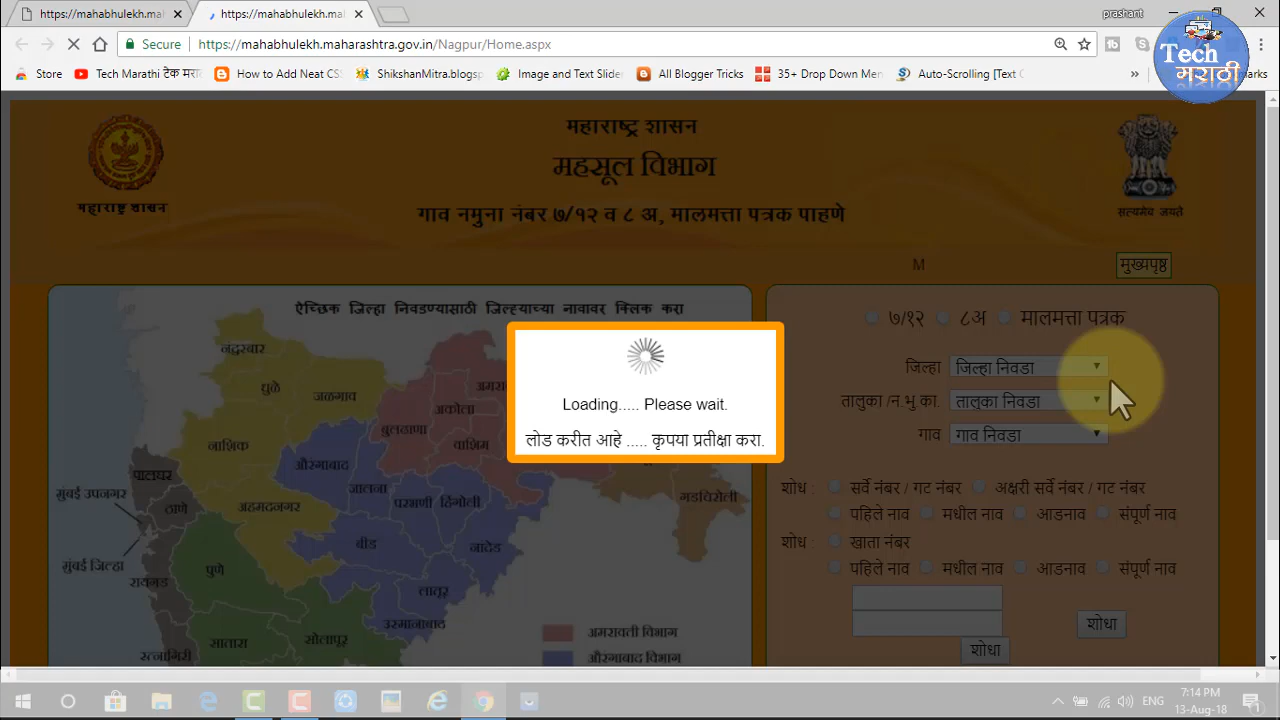 https://mahabhulekh.mah
https://mahabhulekh.mah
prashant
Secure https://mahabhulekh.maharashtra.gov.in/Nagpur/Home.aspx
Store
Tech Marathi टेक मरा
How to Add Neat CSS
ShikshanMitra.blogsp
Image and Text Slide
All Blogger Tricks
35+ Drop Down Men
Auto-Scrolling [Text
Tech
मराठी
महाराष्ट्र शासन
महसूल विभाग
गाव नमुना नंबर ७/१२ व ८ अ, मालमत्ता पत्रक पाहणे
महाराष्ट्र शासन
सत्यमेव जयते
M
मुख्यपृष्ठ
ऐच्छिक जिल्हा निवडण्यासाठी जिल्ह्याच्या नावावर क्लिक करा
नंदूरबार
धुळे
जळगाव
अकोला
बुलढाणा
वाशिम
नाशिक
औरंगाबाद
जालना
परभणी
हिंगोली
गडचिरोली
पालघर
मुंबई उपनगर
ठाणे
अहमदनगर
बीड
नांदेड
मुंबई जिल्हा
रायगड
पुणे
लातूर
उस्मानाबाद
सातारा
सोलापूर
रत्नागिरी
अमरावती विभाग
औरंगाबाद विभाग
Loading..... Please wait.
लोड करीत आहे ..... कृपया प्रतीक्षा करा.
७/१२ ८अ मालमत्ता पत्रक
जिल्हा जिल्हा निवडा
तालुका /न.भु का. तालुका निवडा
गाव गाव निवडा
शोध : सर्वे नंबर / गट नंबर अक्षरी सर्वे नंबर / गट नंबर
पहिले नाव मधील नाव आडनाव संपूर्ण नाव
शोध : खाता नंबर
पहिले नाव मधील नाव आडनाव संपूर्ण नाव
शोधा
शोधा
ENG
7:14 PM
13-Aug-18